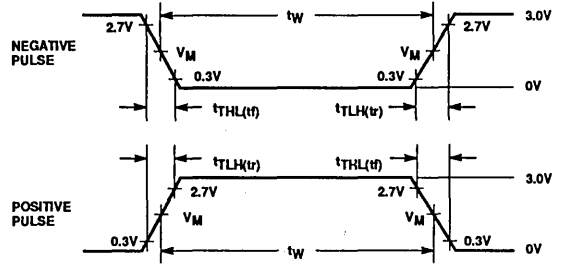 tW
3.0V
2.7V
2.7V
NEGATIVE
PULSE
VM
VM
0.3V
0.3V
0V
tTHL(tf)
tTLH(tr)
tTLH(tr)
tTHL(tf)
3.0V
2.7V
2.7V
POSITIVE
PULSE
VM
VM
0.3V
0.3V
tW
0V